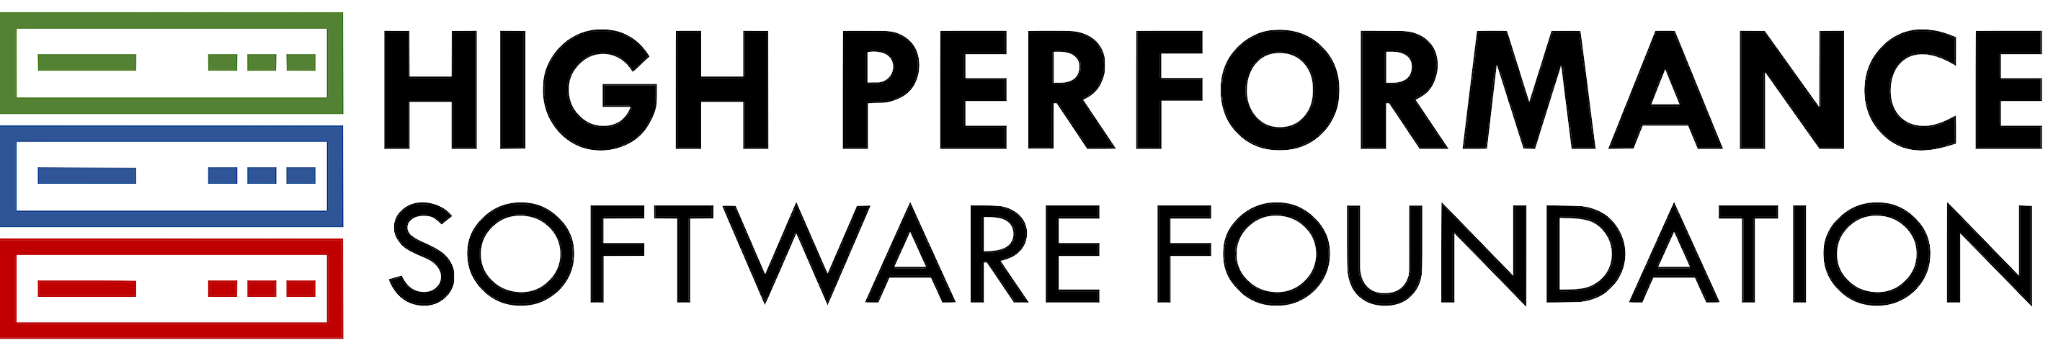 HIGH PERFORMANCE
SOFTWARE FOUNDATION